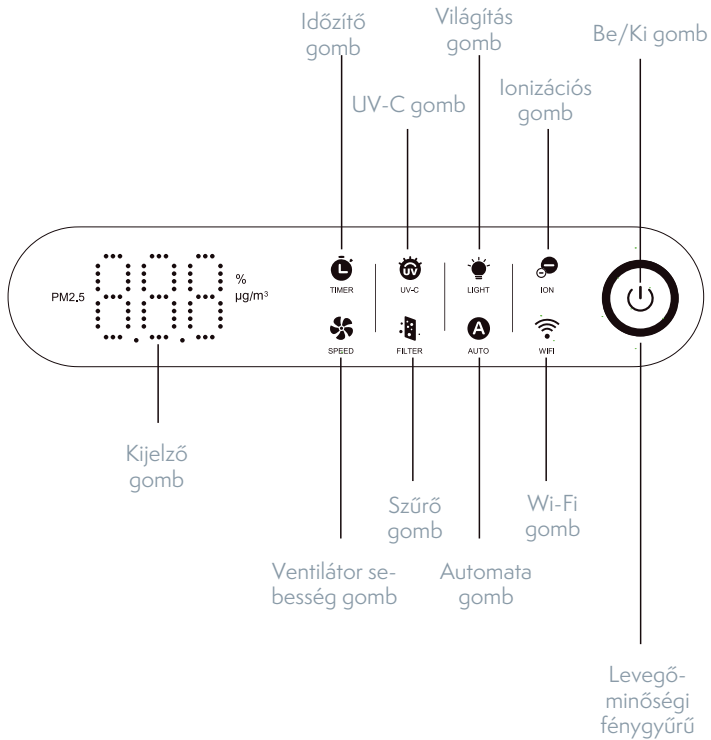 Időzítő
gomb
Világítás
gomb
Be/Ki gomb
UV-C gomb
Ionizációs
gomb
PM2.5
%
µg/m³
TIMER
UV-C
LIGHT
ION
SPEED
FILTER
AUTO
WIFI
UV
A
Kijelző
gomb
Szűrő
gomb
Wi-Fi
gomb
Ventilátor se-
besség gomb
Automata
gomb
Levegő-
minőségi
fénygyűrű